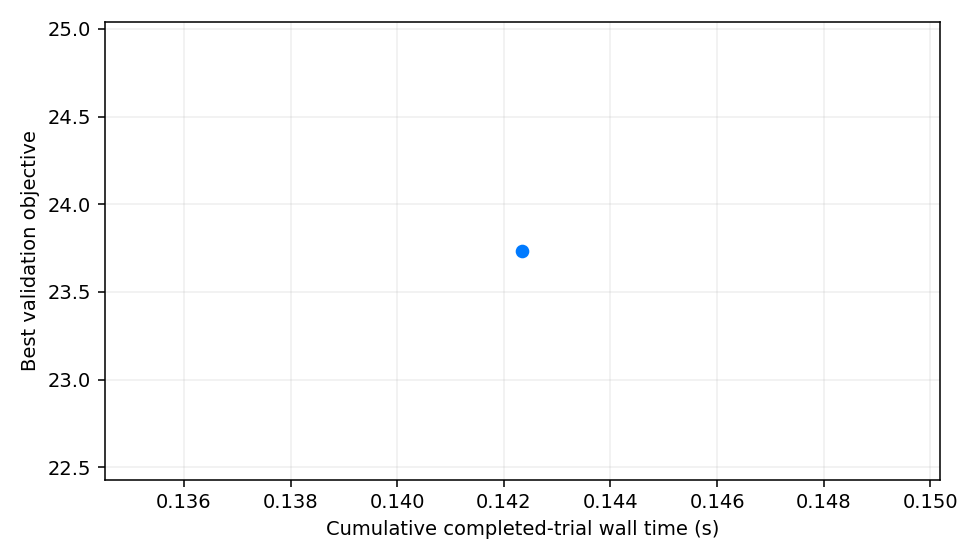 25.0
24.5
24.0
23.5
23.0
22.5
Best validation objective
0.136 0.138 0.140 0.142 0.144 0.146 0.148 0.150
Cumulative completed-trial wall time (s)